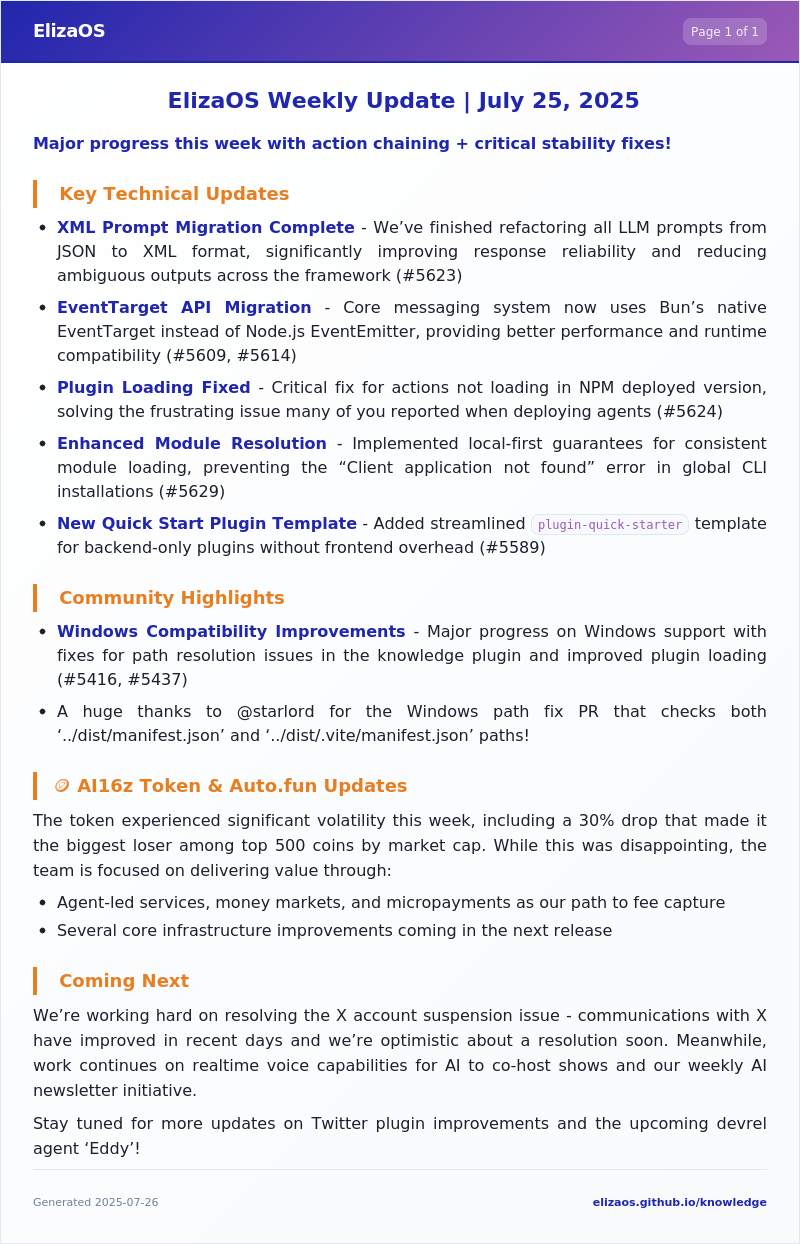 ElizaOS
Page 1 of 1
ElizaOS Weekly Update | July 25, 2025
Major progress this week with action chaining + critical stability fixes!
Key Technical Updates
• XML Prompt Migration Complete - We’ve finished refactoring all LLM prompts from
JSON to XML format, significantly improving response reliability and reducing
ambiguous outputs across the framework (#5623)
• EventTarget API Migration - Core messaging system now uses Bun’s native
EventTarget instead of Node.js EventEmitter, providing better performance and runtime
compatibility (#5609, #5614)
• Plugin Loading Fixed - Critical fix for actions not loading in NPM deployed version,
solving the frustrating issue many of you reported when deploying agents (#5624)
• Enhanced Module Resolution - Implemented local-first guarantees for consistent
module loading, preventing the “Client application not found” error in global CLI
installations (#5629)
• New Quick Start Plugin Template - Added streamlined plugin-quick-starter template
for backend-only plugins without frontend overhead (#5589)
Community Highlights
• Windows Compatibility Improvements - Major progress on Windows support with
fixes for path resolution issues in the knowledge plugin and improved plugin loading
(#5416, #5437)
• A huge thanks to @starlord for the Windows path fix PR that checks both
‘../dist/manifest.json’ and ‘../dist/.vite/manifest.json’ paths!
🪙 AI16z Token & Auto.fun Updates
The token experienced significant volatility this week, including a 30% drop that made it
the biggest loser among top 500 coins by market cap. While this was disappointing, the
team is focused on delivering value through:
• Agent-led services, money markets, and micropayments as our path to fee capture
• Several core infrastructure improvements coming in the next release
Coming Next
We’re working hard on resolving the X account suspension issue - communications with X
have improved in recent days and we’re optimistic about a resolution soon. Meanwhile,
work continues on realtime voice capabilities for AI to co-host shows and our weekly AI
newsletter initiative.
Stay tuned for more updates on Twitter plugin improvements and the upcoming devrel
agent ‘Eddy’!
Generated 2025-07-26
elizaos.github.io/knowledge